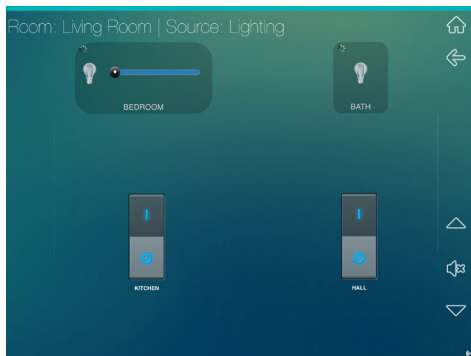 Room: Living Room | Source: Lighting
BEDROOM
BATH
KITCHEN
HALL